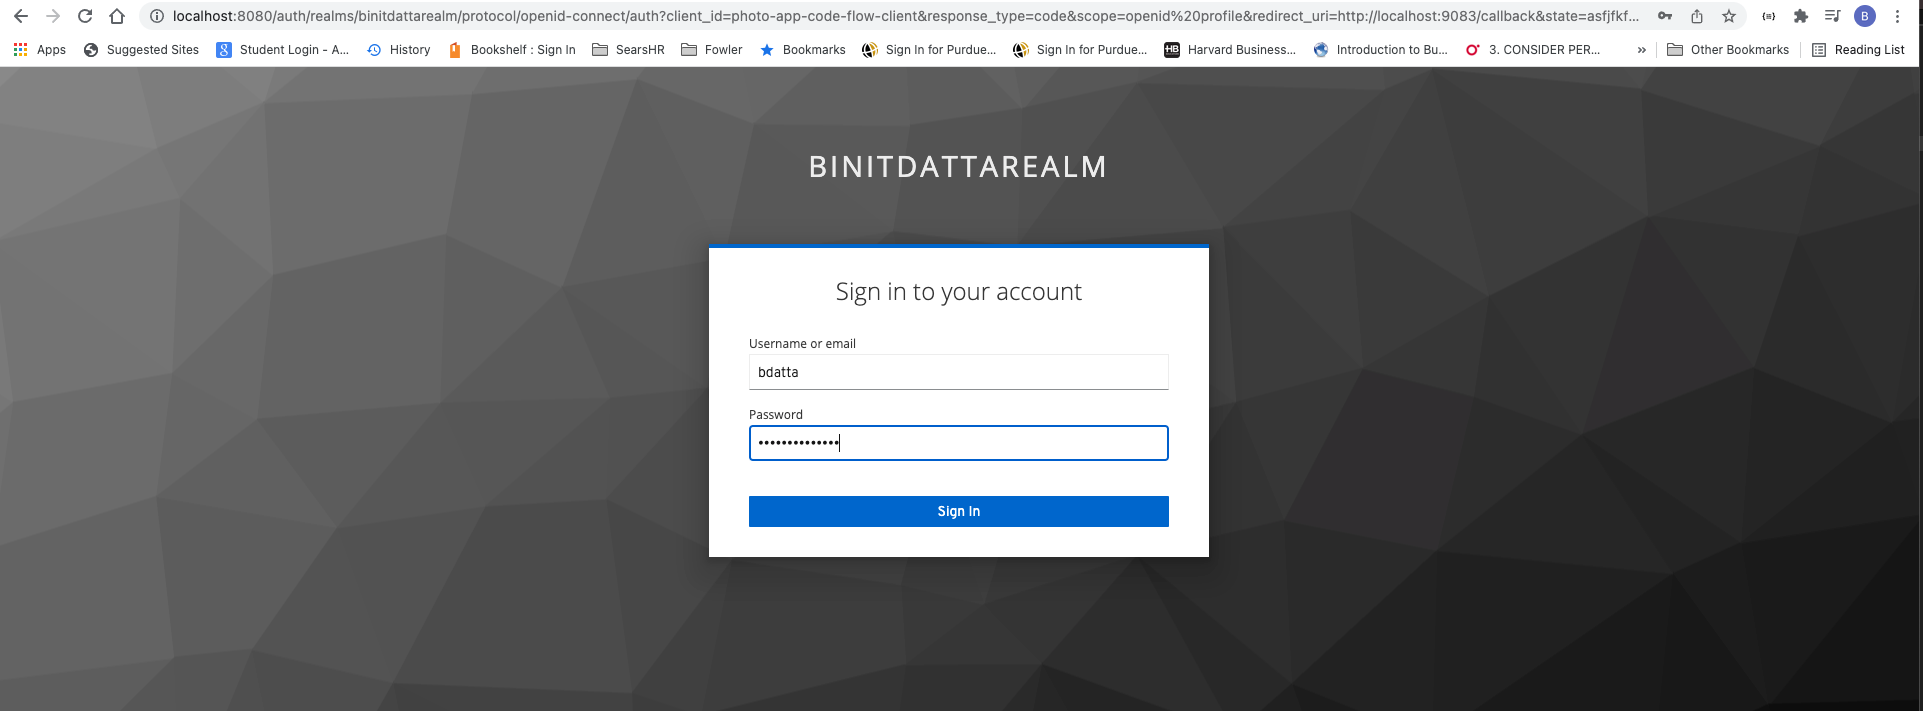 localhost:8080/auth/realms/binitdattarealm/protocol/openid-connect/auth?client_id=photo-app-code-flow-client&response_type=code&scope=openid%20profile&redirect_uri=http://localhost:9083/callback&state=asfjfkf...
B
Apps Suggested Sites Student Login - A... History Bookshelf : Sign In SearsHR Fowler Bookmarks Sign In for Purdue... Sign In for Purdue... HB Harvard Business... Introduction to Bu... 3. CONSIDER PER... » Other Bookmarks Reading List
BINITDATTAREALM
Sign in to your account
Username or email
bdatta
Password
••••••••••••••
Sign In